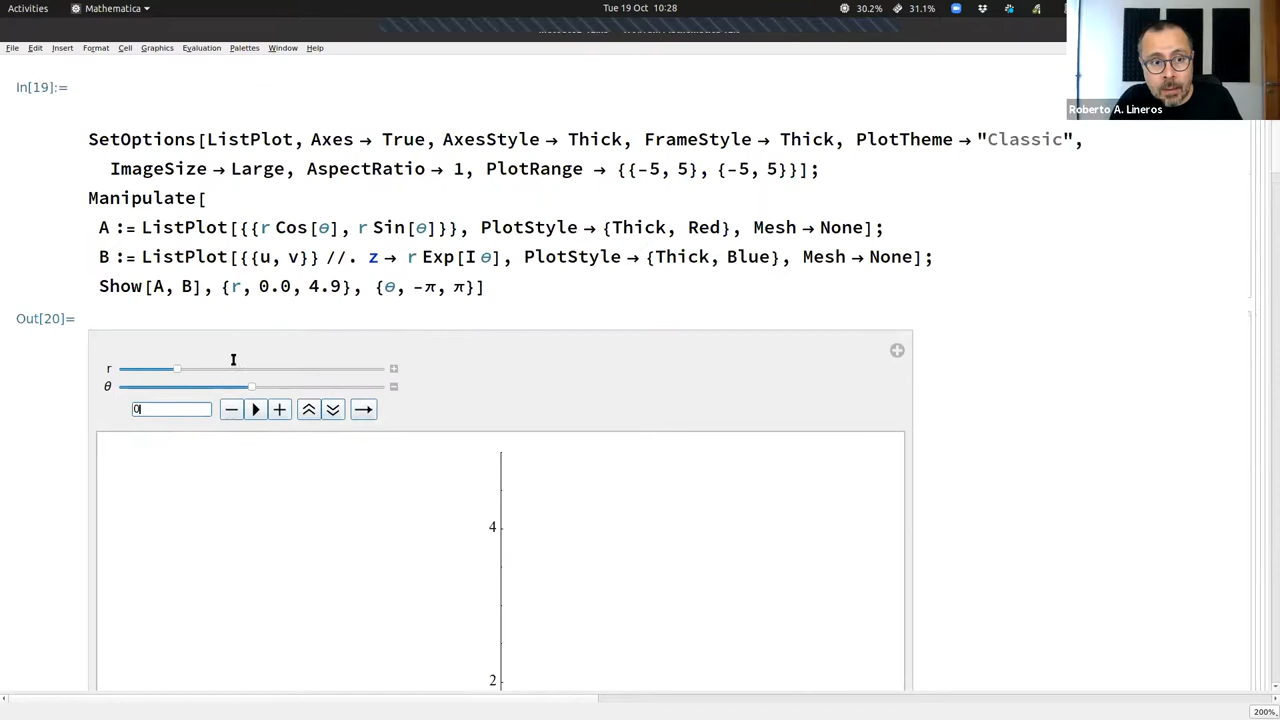 Activities Mathematica Tue 19 Oct 10:28 30.2% 31.1%
File Edit Insert Format Cell Graphics Evaluation Palettes Window Help
Roberto A. Lineros
In[19]:=
SetOptions[ListPlot, Axes → True, AxesStyle → Thick, FrameStyle → Thick, PlotTheme → "Classic",
ImageSize → Large, AspectRatio → 1, PlotRange → {{-5, 5}, {-5, 5}}];
Manipulate[
A := ListPlot[{{r Cos[θ], r Sin[θ]}}, PlotStyle → {Thick, Red}, Mesh → None];
B := ListPlot[{{u, v}} //. z → r Exp[I θ], PlotStyle → {Thick, Blue}, Mesh → None];
Show[A, B], {r, 0.0, 4.9}, {θ, -π, π}]
Out[20]=
r
θ
0
4
2
200%